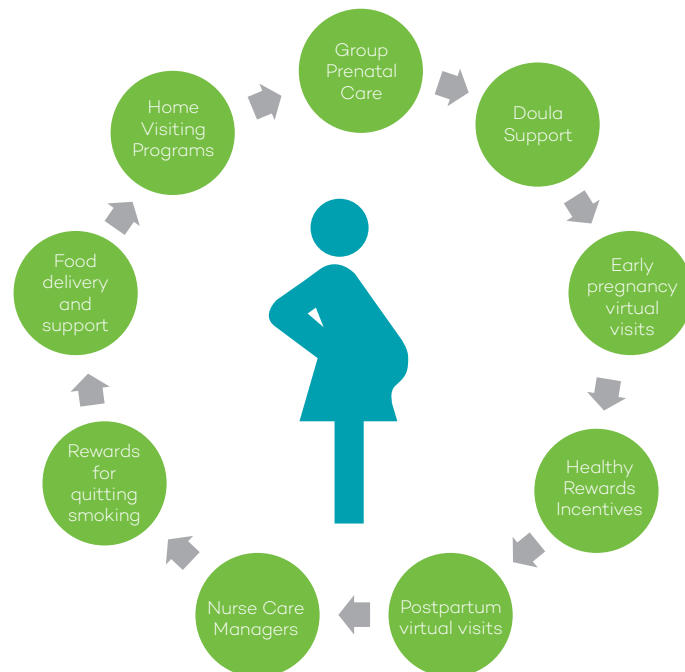 Group
Prenatal
Care
Doula
Support
Early
pregnancy
virtual
visits
Healthy
Rewards
Incentives
Postpartum
virtual visits
Nurse Care
Managers
Rewards
for
quitting
smoking
Food
delivery
and
support
Home
Visiting
Programs